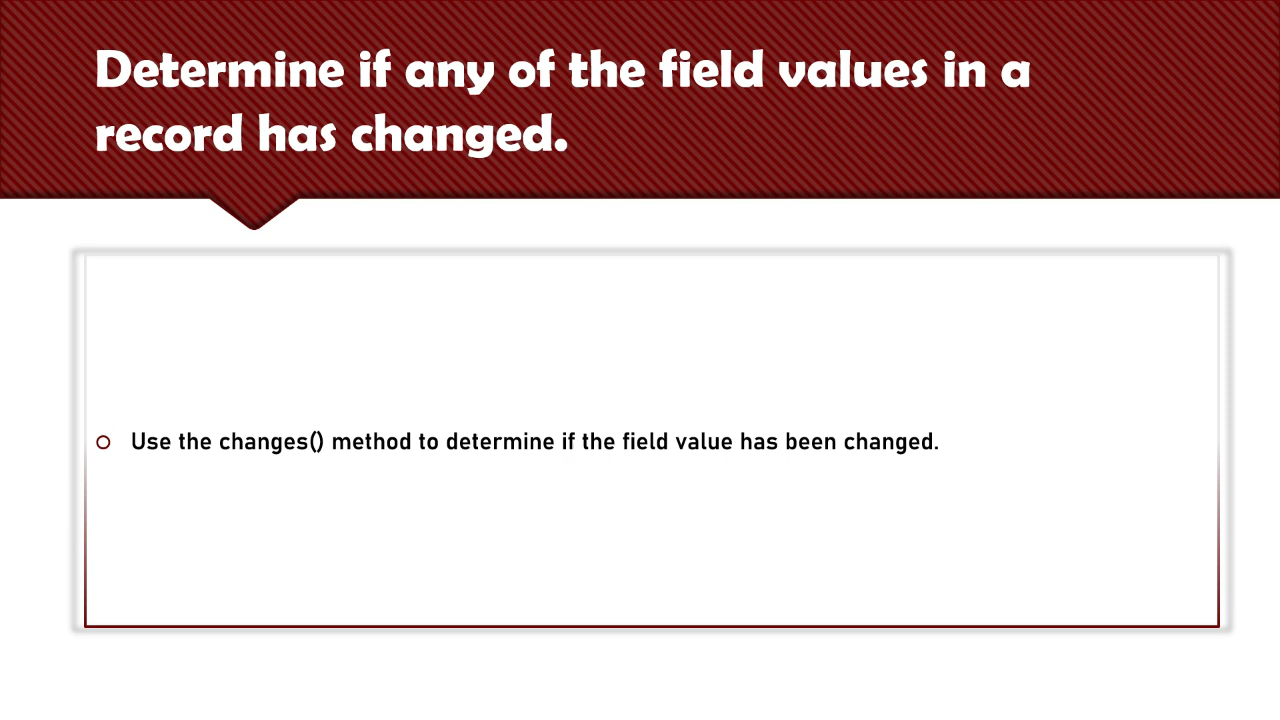 Determine if any of the field values in a
record has changed.
Use the changes() method to determine if the field value has been changed.